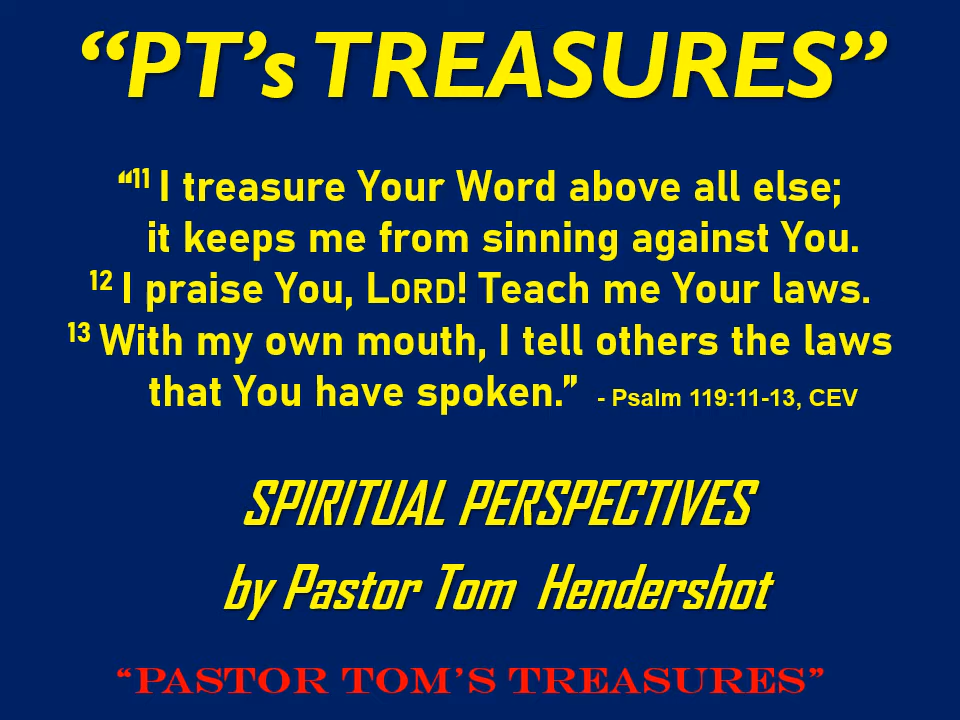 “PT’s TREASURES”
“11 I treasure Your Word above all else;
it keeps me from sinning against You.
12 I praise You, LORD! Teach me Your laws.
13 With my own mouth, I tell others the laws
that You have spoken.” - Psalm 119:11-13, CEV
SPIRITUAL PERSPECTIVES
by Pastor Tom Hendershot
“PASTOR TOM’S TREASURES”